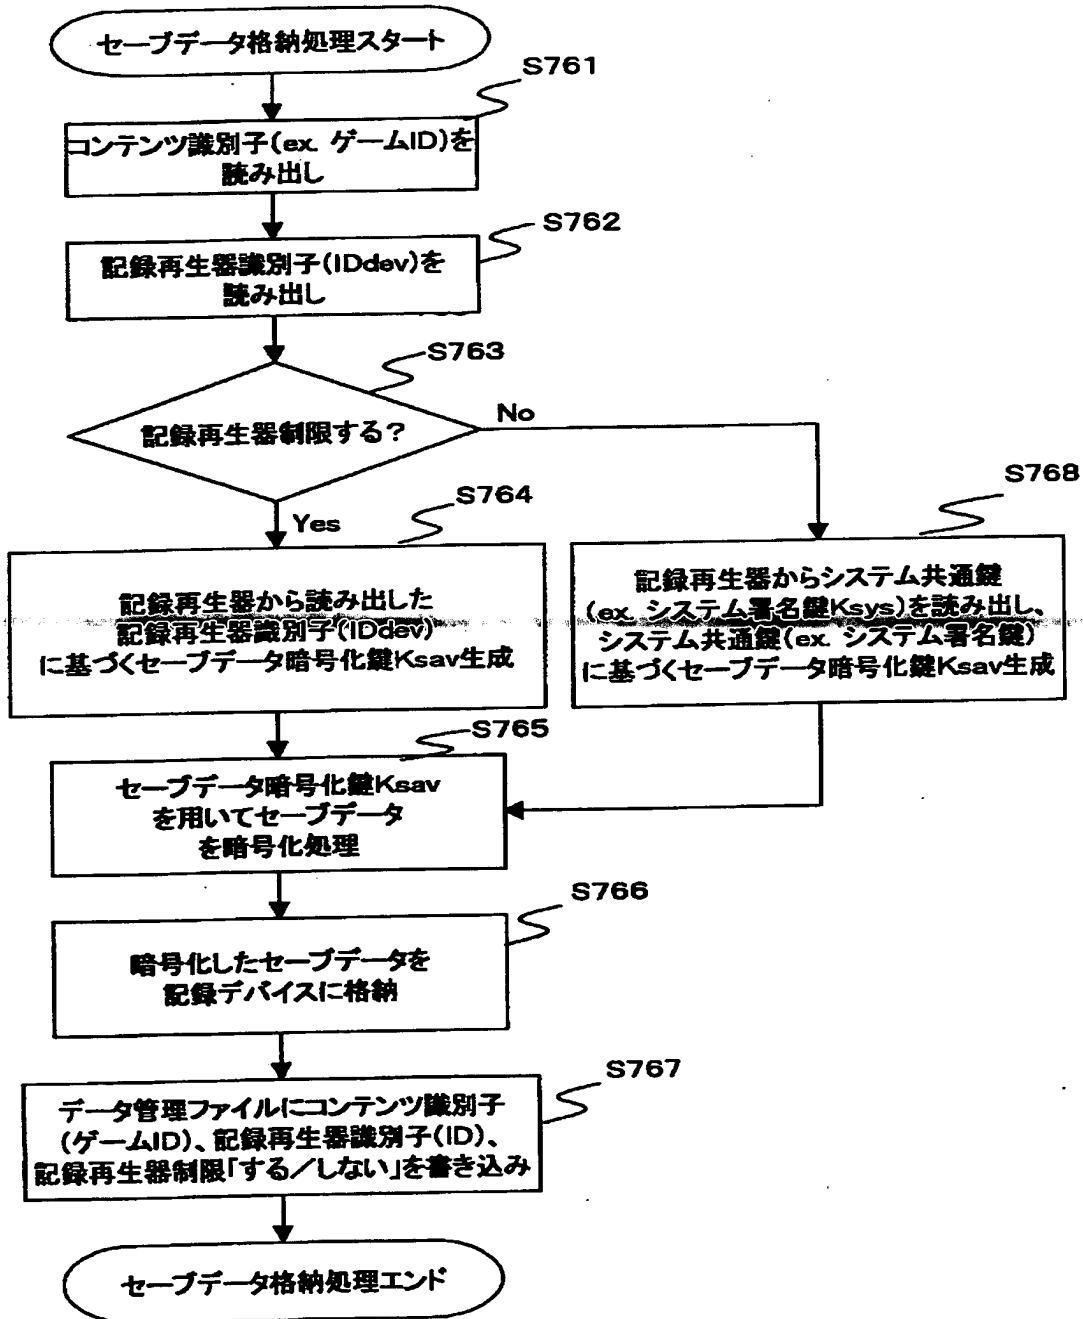 セーブデータ格納処理スタート
S761
コンテンツ識別子(ex. ゲームID)を
読み出し
S762
記録再生器識別子(IDdev)を
読み出し
S763
記録再生器制限する?
No
Yes
S764
記録再生器から読み出した
記録再生器識別子(IDdev)
に基づくセーブデータ暗号化鍵Ksav生成
S768
記録再生器からシステム共通鍵
(ex. システム署名鍵Ksys)を読み出し、
システム共通鍵(ex. システム署名鍵)
に基づくセーブデータ暗号化鍵Ksav生成
S765
セーブデータ暗号化鍵Ksav
を用いてセーブデータ
を暗号化処理
S766
暗号化したセーブデータを
記録デバイスに格納
S767
データ管理ファイルにコンテンツ識別子
(ゲームID)、記録再生器識別子(ID)、
記録再生器制限「する/しない」を書き込み
セーブデータ格納処理エンド